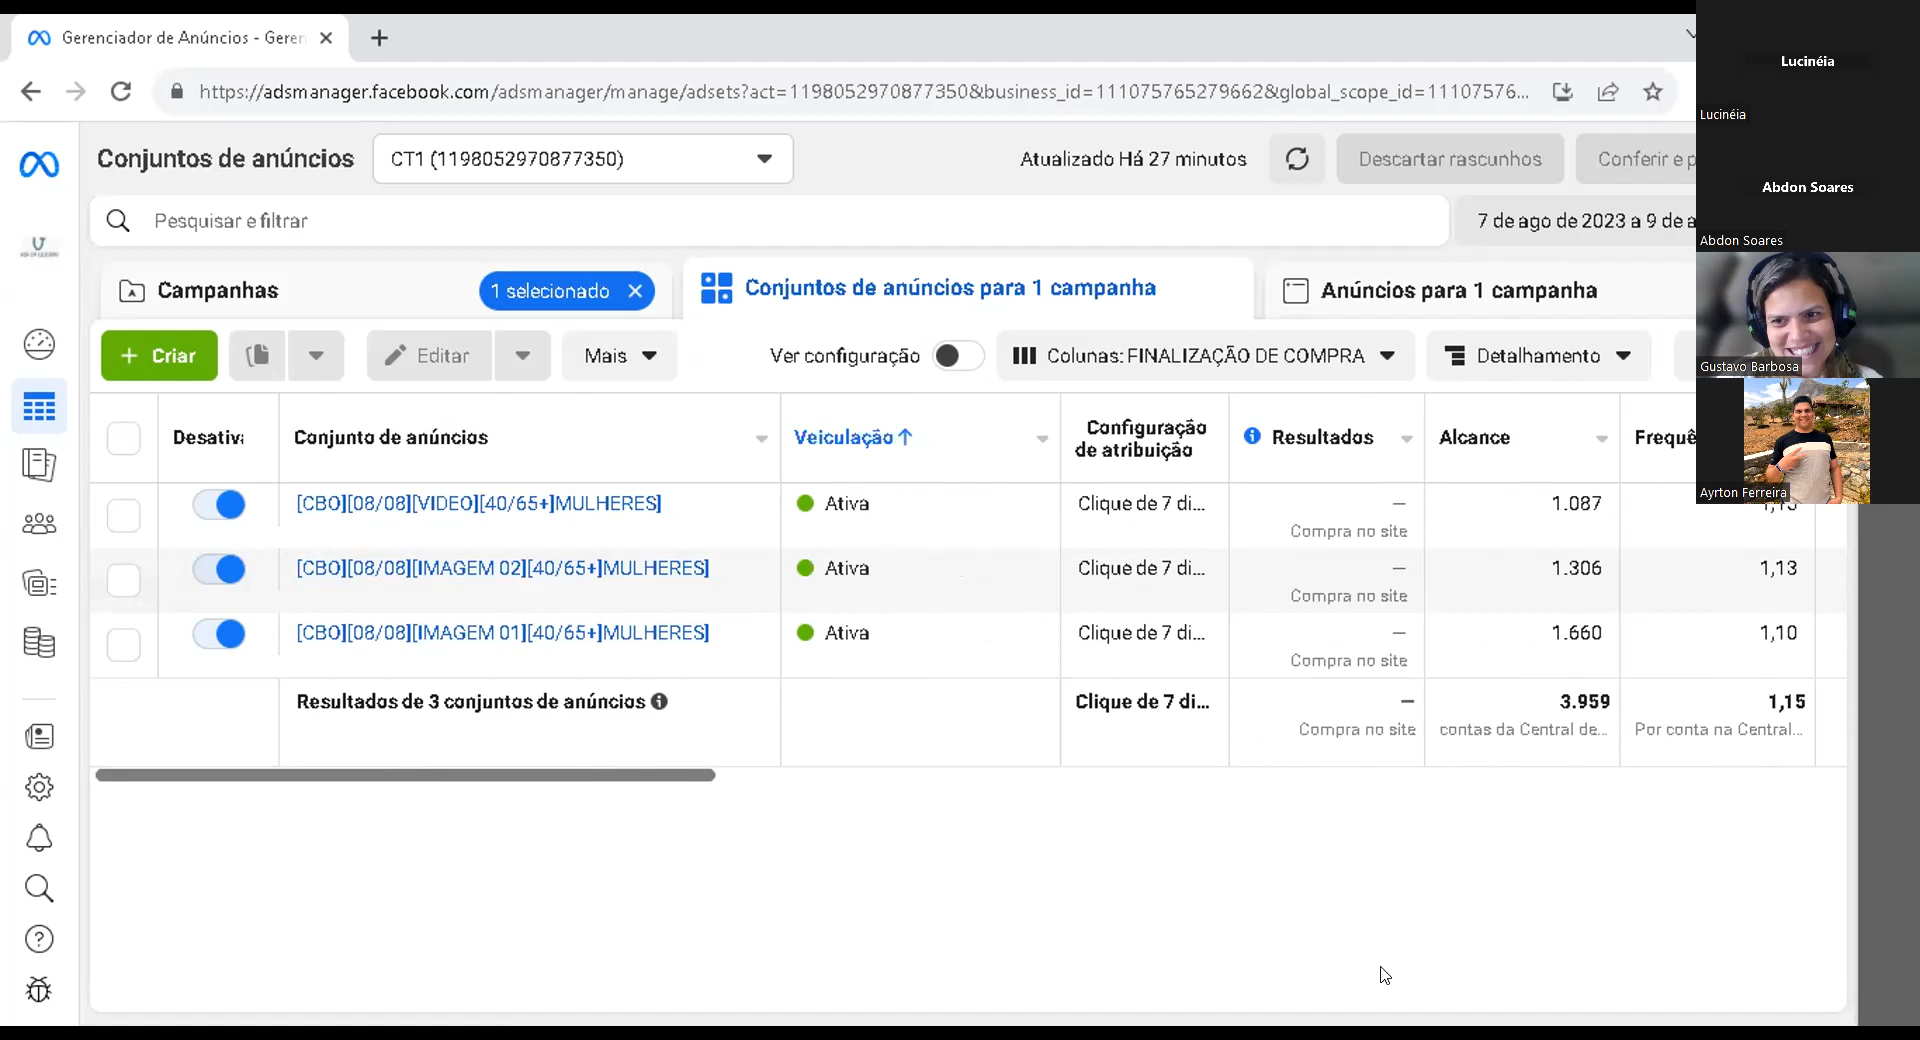 Gerenciador de Anúncios - Geren
https://adsmanager.facebook.com/adsmanager/manage/adsets?act=1198052970877350&business_id=111075765279662&global_scope_id=11107576...
Conjuntos de anúncios
CT1 (1198052970877350)
Atualizado Há 27 minutos
Descartar rascunhos
Conferir e p
Pesquisar e filtrar
7 de ago de 2023 a 9 de a
Campanhas
1 selecionado
Conjuntos de anúncios para 1 campanha
Anúncios para 1 campanha
+ Criar
Editar
Mais
Ver configuração
Colunas: FINALIZAÇÃO DE COMPRA
Detalhamento
Desativa
Conjunto de anúncios
Veiculação ↑
Configuração
de atribuição
Resultados
Alcance
Frequê
[CBO][08/08][VIDEO][40/65+]MULHERES]
Ativa
Clique de 7 di...
—
1.087
Compra no site
[CBO][08/08][IMAGEM 02][40/65+]MULHERES]
Ativa
Clique de 7 di...
—
1.306
1,13
Compra no site
[CBO][08/08][IMAGEM 01][40/65+]MULHERES]
Ativa
Clique de 7 di...
—
1.660
1,10
Compra no site
Resultados de 3 conjuntos de anúncios
Clique de 7 di...
—
3.959
1,15
Compra no site
contas da Central de...
Por conta na Central...
Lucinéia
Lucinéia
Abdon Soares
Abdon Soares
Gustavo Barbosa
Ayrton Ferreira